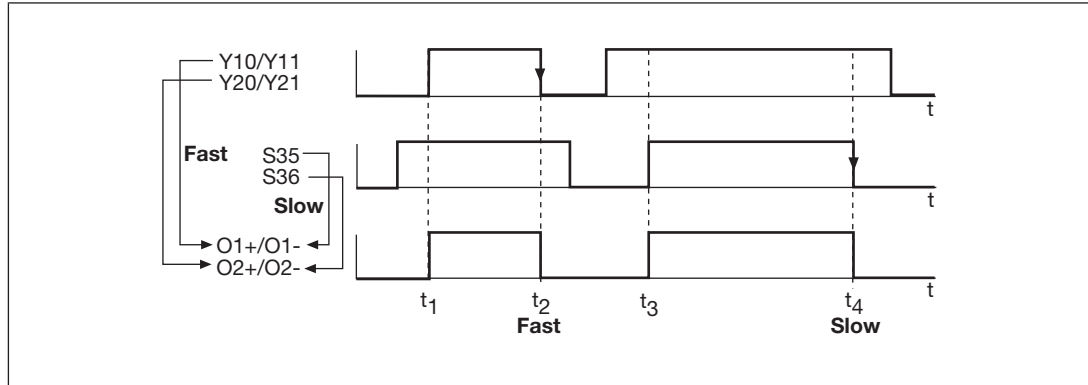 Y10/Y11
Y20/Y21
t
Fast
S35
S36
Slow
t
O1+/O1-
O2+/O2-
t
t1
t2
t3
t4
Fast
Slow